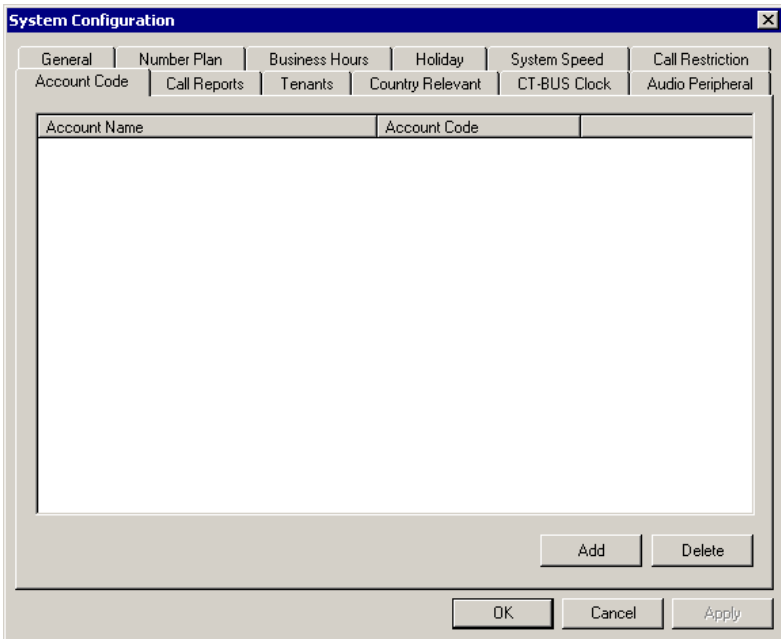 System Configuration
General Number Plan Business Hours Holiday System Speed Call Restriction
Account Code Call Reports Tenants Country Relevant CT-BUS Clock Audio Peripheral
Account Name Account Code
Add Delete
OK Cancel Apply